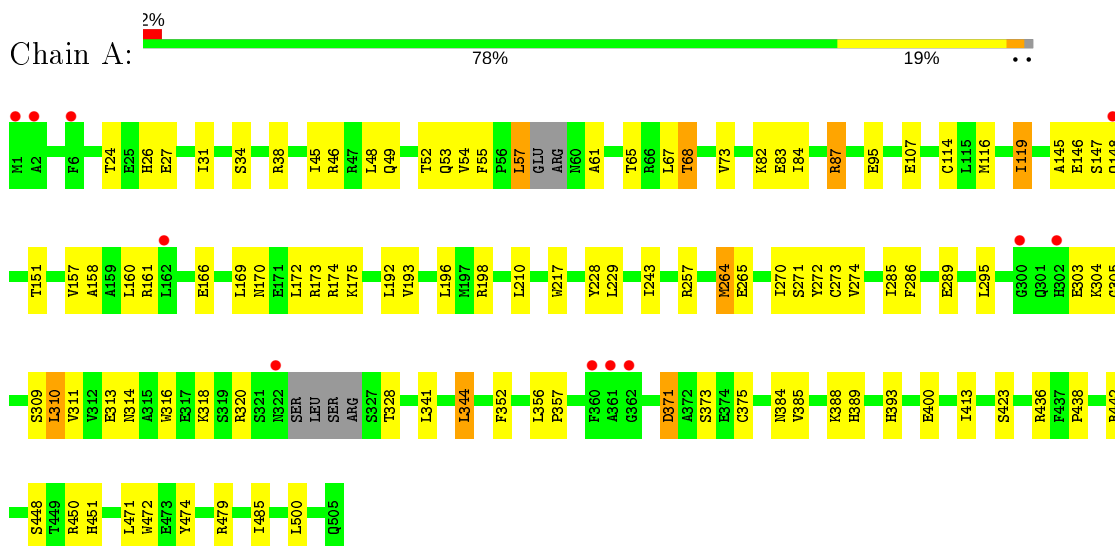 2%
Chain A:
78% 19% • •
M1 A2 F6 T24 E25 H26 E27 I31 S34 R38 I45 R46 R47 L48 Q49 T52 Q53 V54 F55 P56 L57 GLU ARG N60 A61 T65 R66 L67 T68 V73 K82 E83 I84 R87 E95 E107 C114 L115 M116 I119 A145 E146 S147 Q148
T151 V157 A158 A159 L160 R161 L162 E166 L169 N170 E171 L172 R173 R174 K175 L192 V193 L196 M197 R198 L210 W217 Y228 L229 I243 R257 M264 E265 I270 S271 Y272 C273 V274 I285 F286 E289 L295 G300 Q301 H302 E303 K304
S309 L310 V311 V312 E313 N314 A315 W316 E317 K318 S319 R320 S321 N322 SER LEU SER ARG S327 T328 L341 L344 F352 L356 P357 F360 A361 G362 D371 A372 S373 E374 C375 N384 V385 K388 H389 H393 E400 I413 S423 R436 F437 P438
S448 T449 R450 H451 L471 W472 E473 Y474 R479 I485 L500 Q505